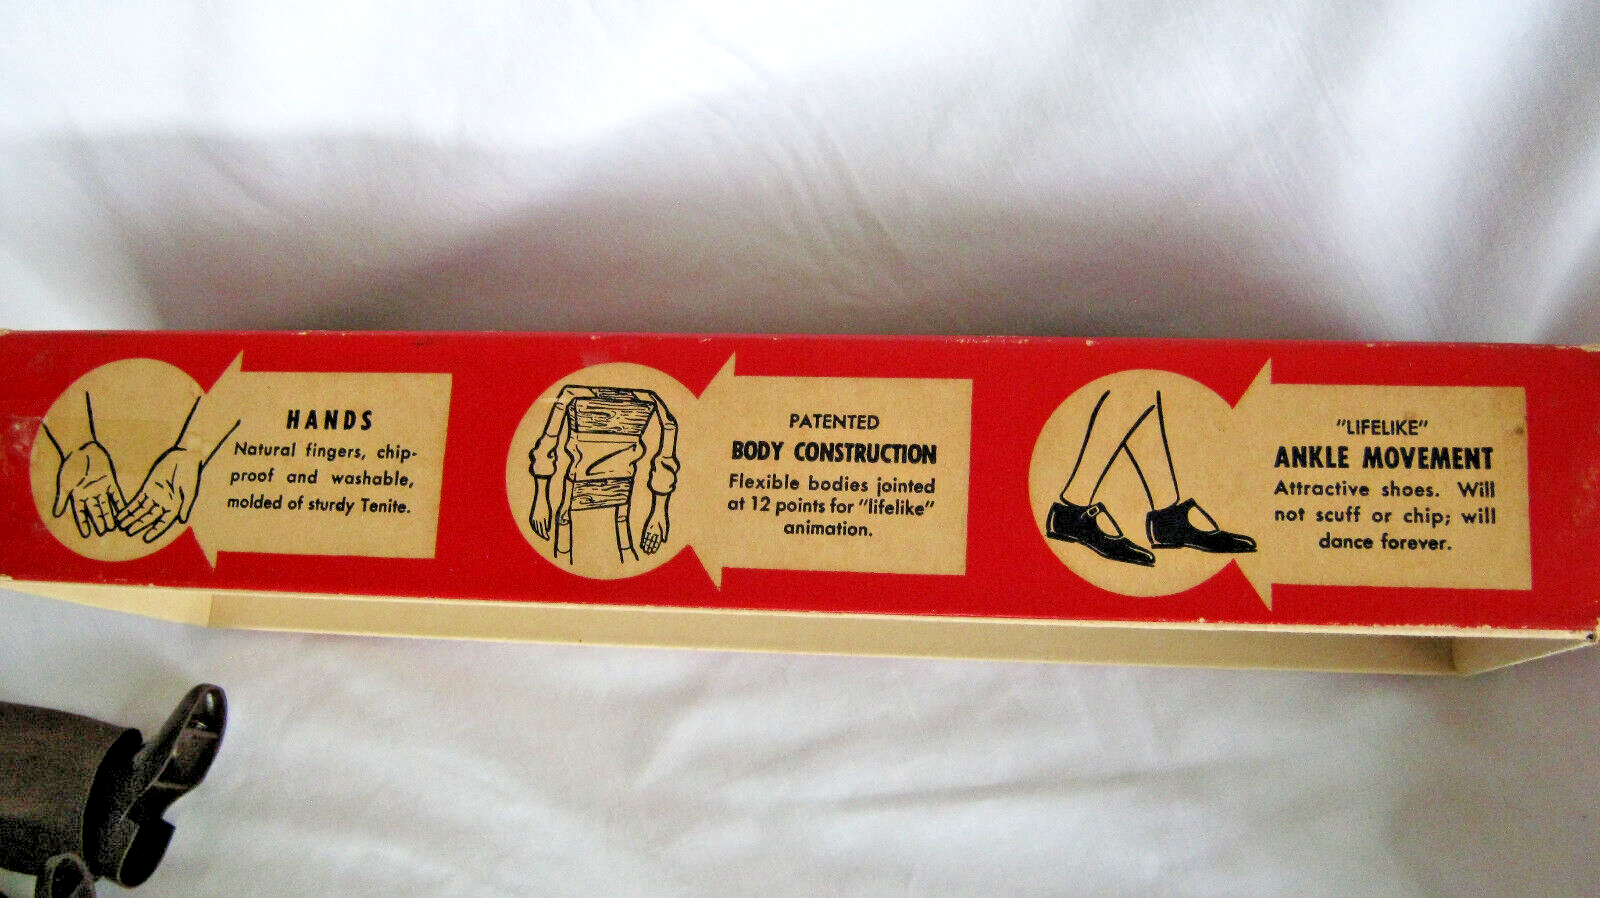 HANDS
Natural fingers, chip-
proof and washable,
molded of sturdy Tenite.
PATENTED
BODY CONSTRUCTION
Flexible bodies jointed
at 12 points for "lifelike"
animation.
"LIFELIKE"
ANKLE MOVEMENT
Attractive shoes. Will
not scuff or chip; will
dance forever.